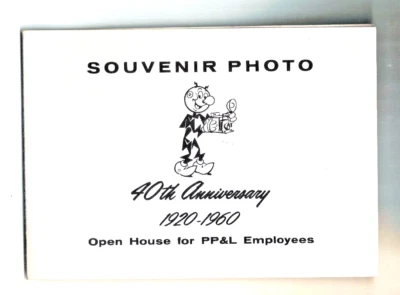 SOUVENIR PHOTO
40th Anniversary
1920-1960
Open House for PP&L Employees